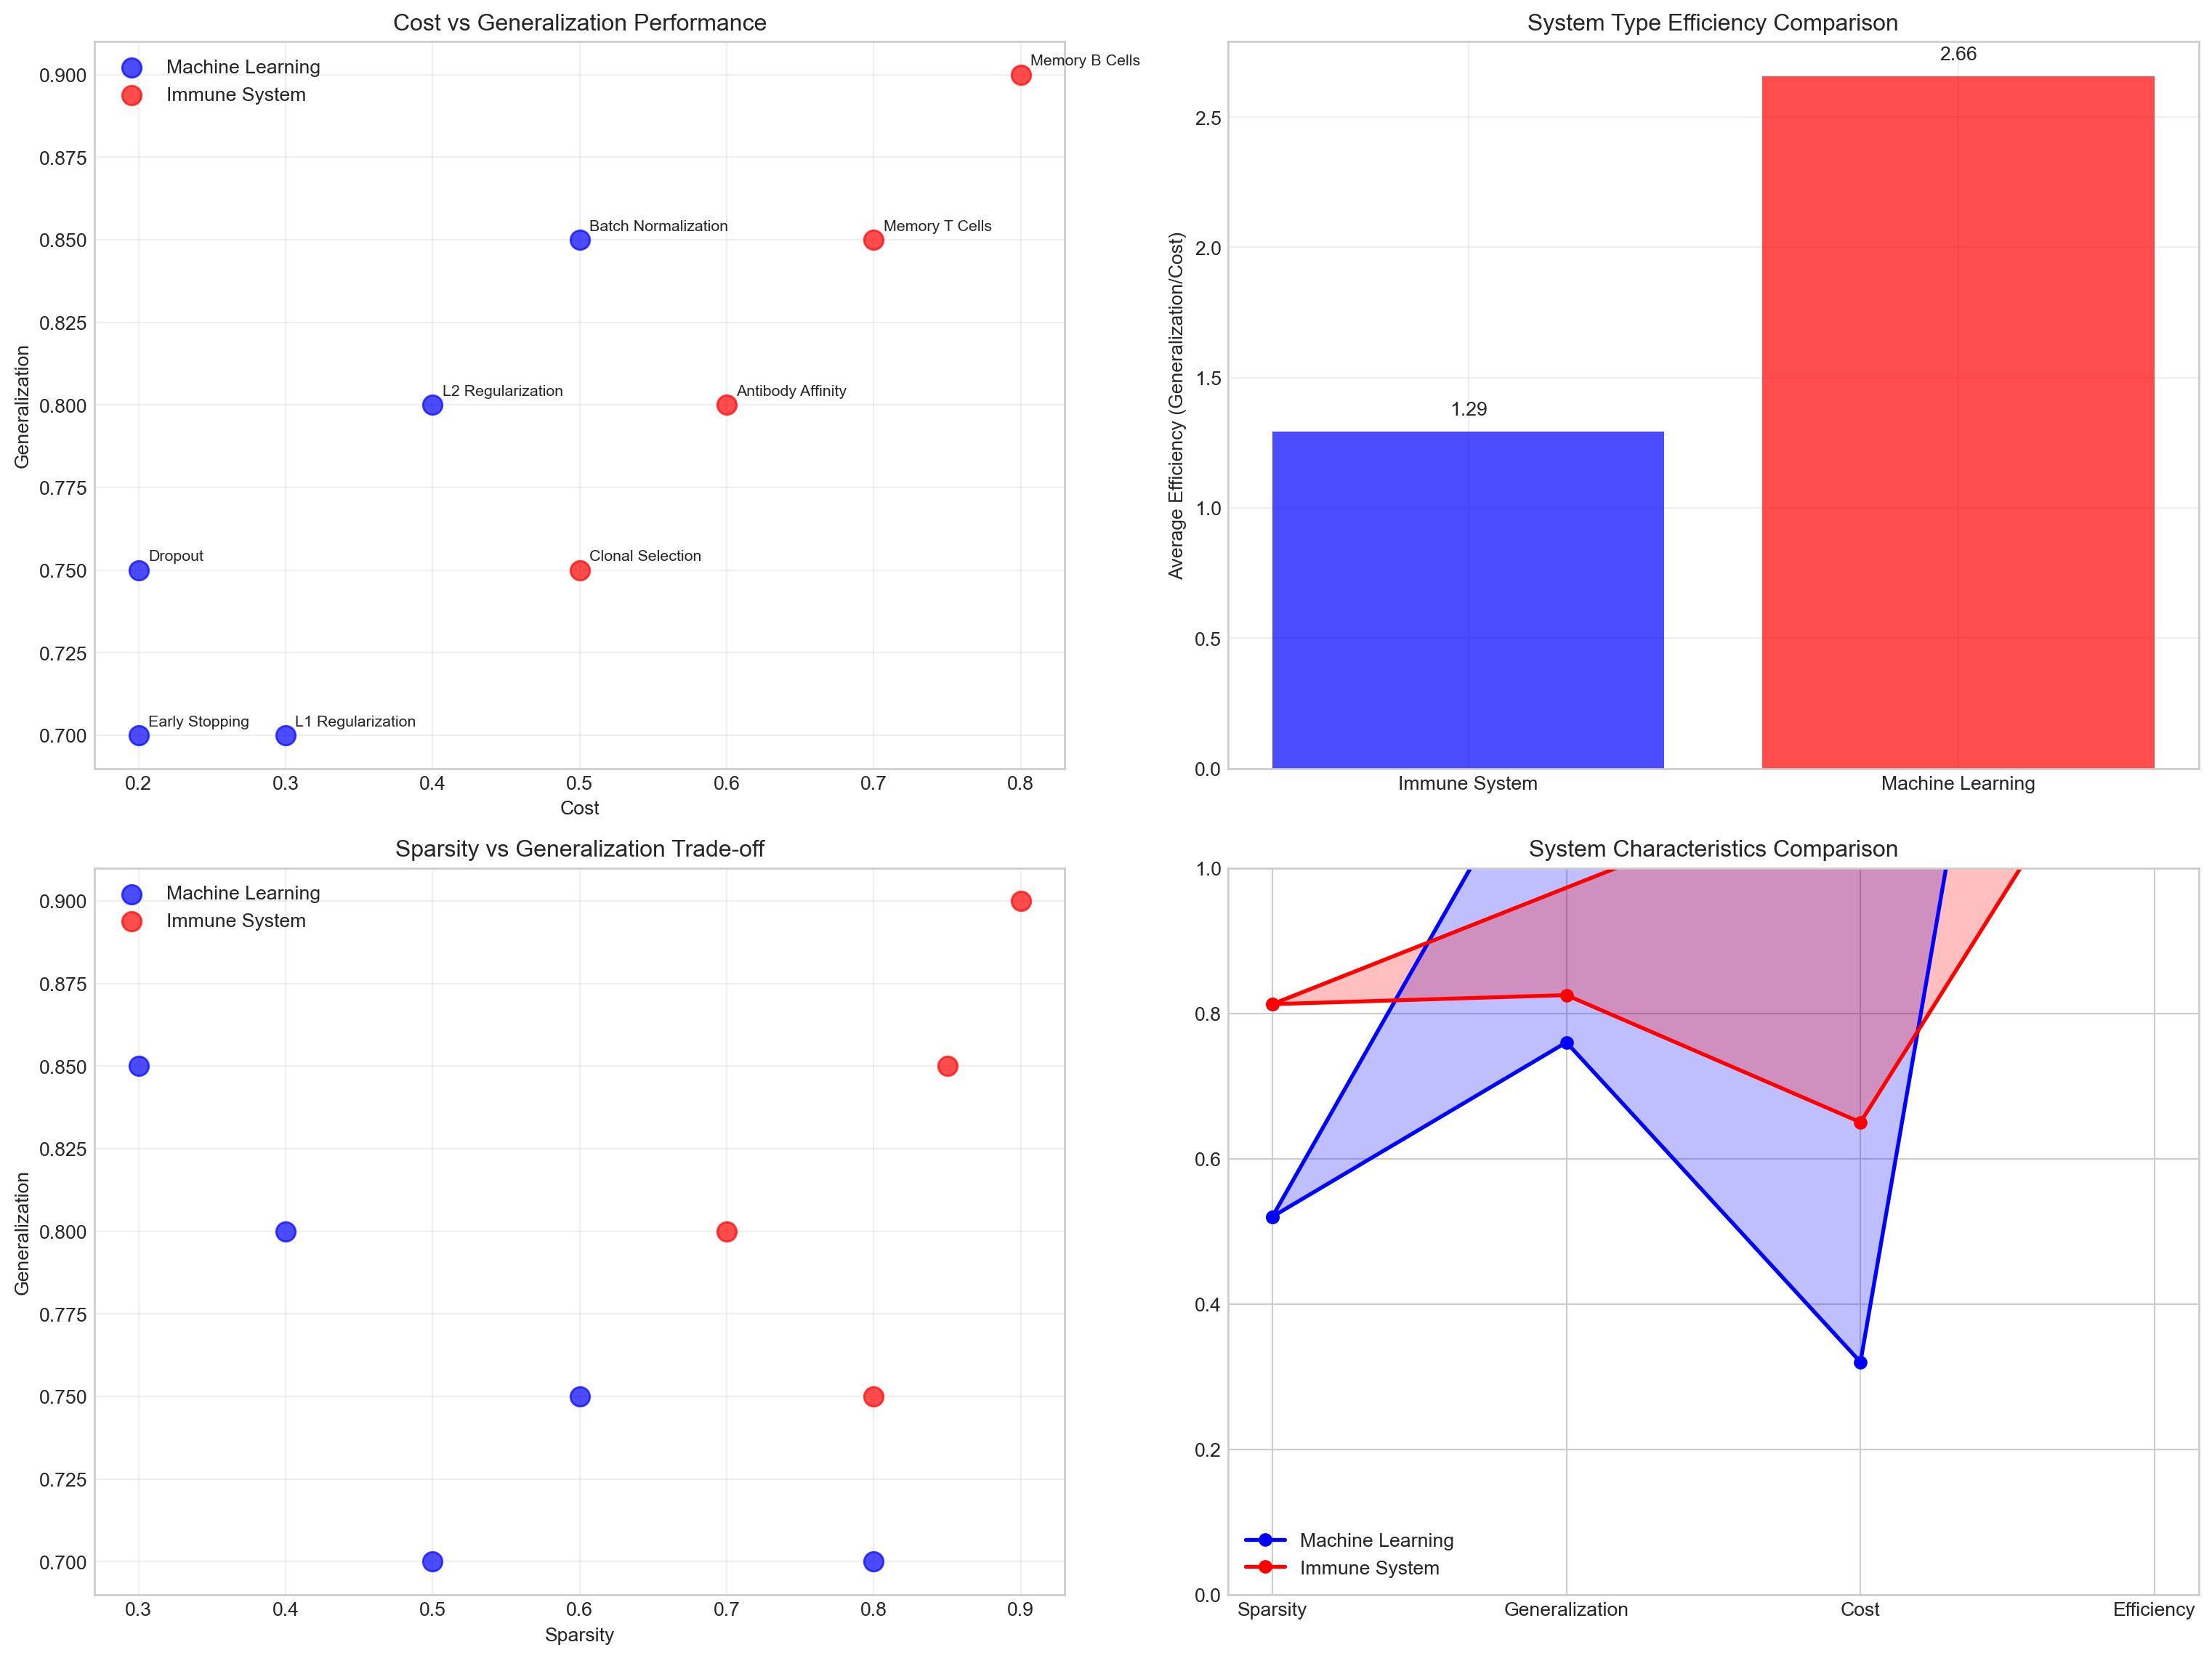 Cost vs Generalization Performance
Machine Learning
Immune System
Memory B Cells
Batch Normalization
Memory T Cells
L2 Regularization
Antibody Affinity
Dropout
Clonal Selection
Early Stopping
L1 Regularization
0.900
0.875
0.850
0.825
0.800
0.775
0.750
0.725
0.700
Generalization
0.2 0.3 0.4 0.5 0.6 0.7 0.8
Cost
System Type Efficiency Comparison
2.66
1.29
2.5
2.0
1.5
1.0
0.5
0.0
Average Efficiency (Generalization/Cost)
Immune System Machine Learning
Sparsity vs Generalization Trade-off
Machine Learning
Immune System
0.900
0.875
0.850
0.825
0.800
0.775
0.750
0.725
0.700
Generalization
0.3 0.4 0.5 0.6 0.7 0.8 0.9
Sparsity
System Characteristics Comparison
1.0
0.8
0.6
0.4
0.2
0.0
Machine Learning
Immune System
Sparsity Generalization Cost Efficiency